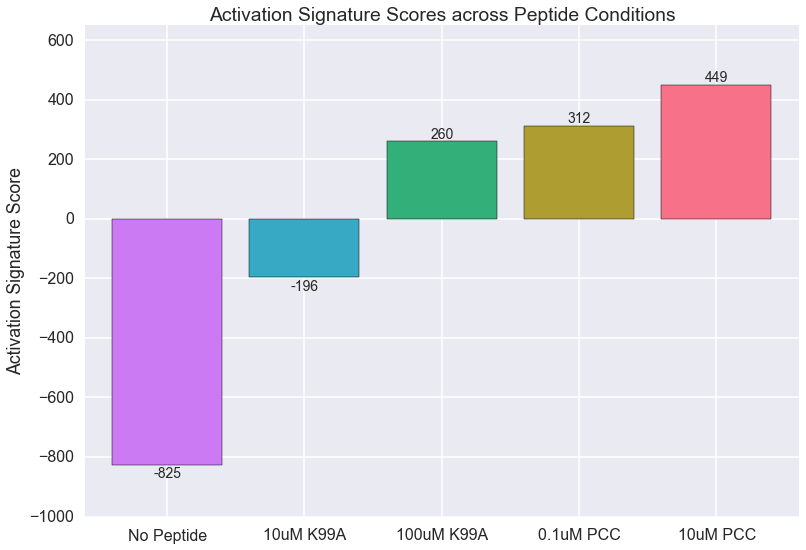 Activation Signature Scores across Peptide Conditions
Activation Signature Score
600
400
200
0
−200
−400
−600
−800
−1000
-825
-196
260
312
449
No Peptide
10uM K99A
100uM K99A
0.1uM PCC
10uM PCC